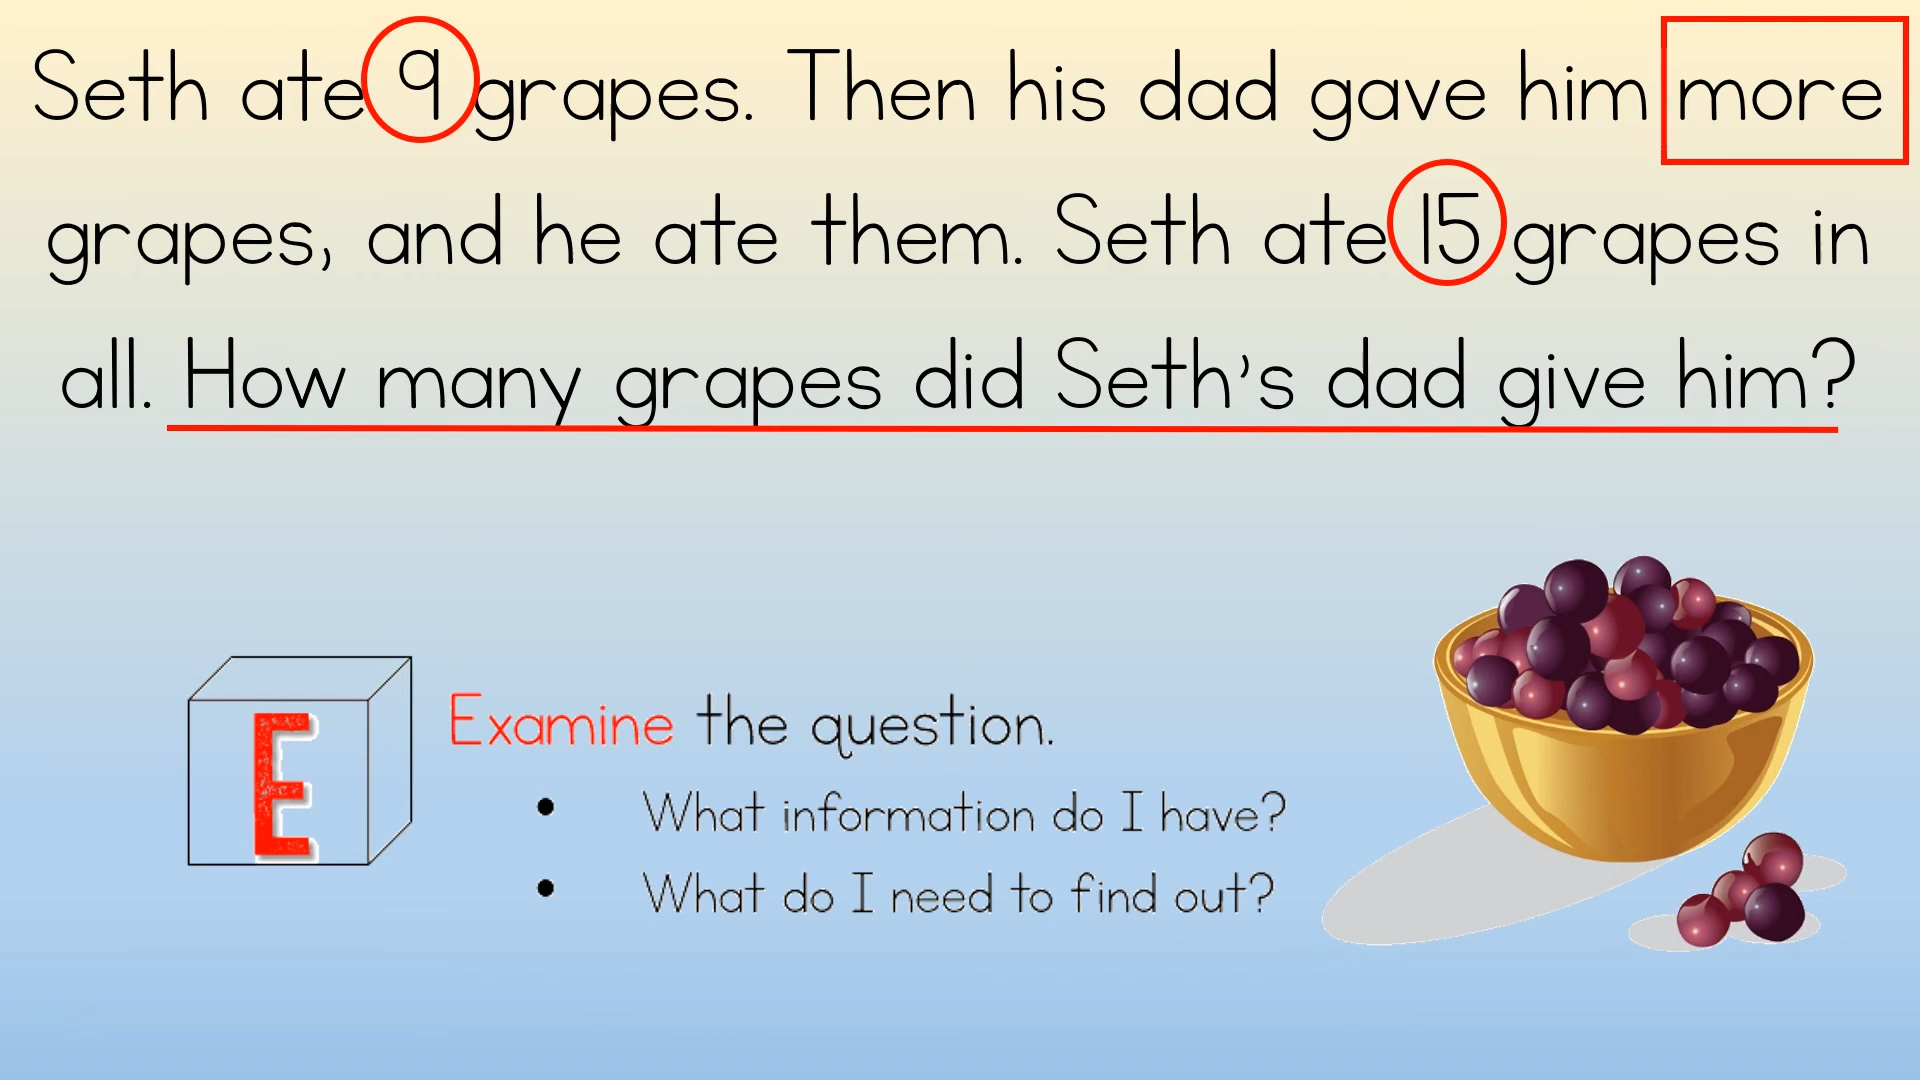 Seth ate 9 grapes. Then his dad gave him more
grapes, and he ate them. Seth ate 15 grapes in
all. How many grapes did Seth's dad give him?
E
Examine the question.
• What information do I have?
• What do I need to find out?